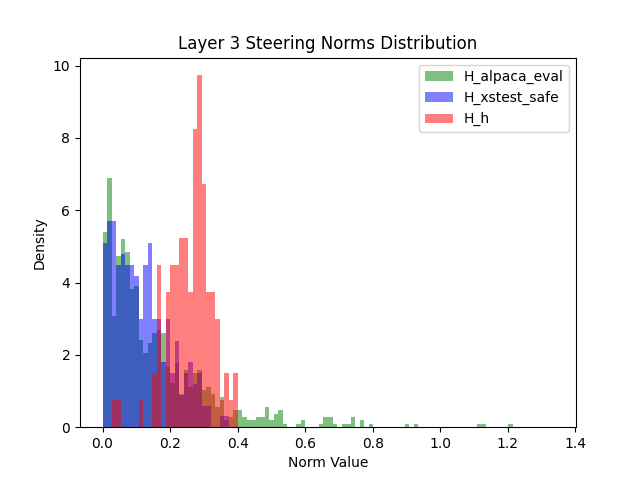 Layer 3 Steering Norms Distribution
H_alpaca_eval
H_xstest_safe
H_h
Density
10
8
6
4
2
0
0.0 0.2 0.4 0.6 0.8 1.0 1.2 1.4
Norm Value